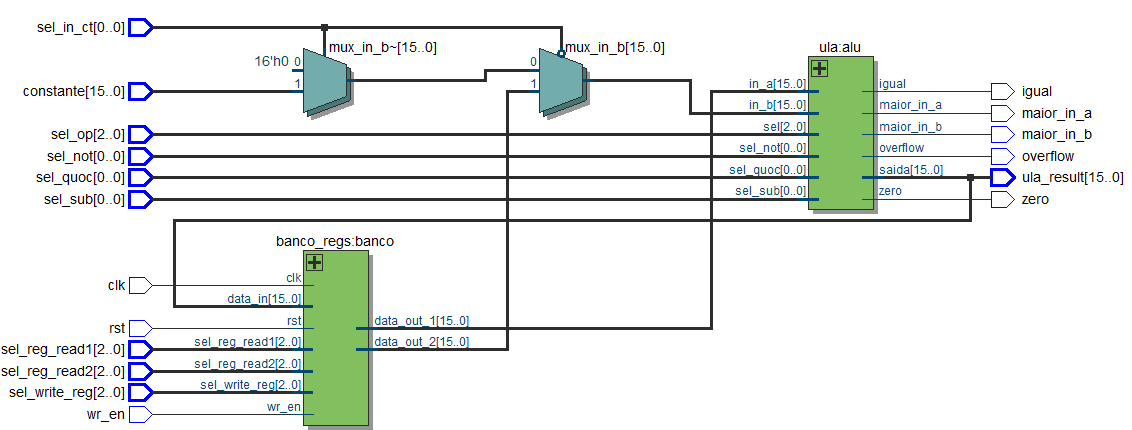 sel_in_ct[0..0]
mux_in_b~[15..0]
mux_in_b[15..0]
ula:alu
16'h0
0
1
0
1
constante[15..0]
in_a[15..0]
in_b[15..0]
sel[2..0]
sel_not[0..0]
sel_quoc[0..0]
sel_sub[0..0]
igual
maior_in_a
maior_in_b
overflow
saida[15..0]
zero
igual
maior_in_a
maior_in_b
overflow
ula_result[15..0]
zero
sel_op[2..0]
sel_not[0..0]
sel_quoc[0..0]
sel_sub[0..0]
banco_regs:banco
clk
clk
data_in[15..0]
rst
rst
data_out_1[15..0]
sel_reg_read1[2..0]
sel_reg_read1[2..0]
data_out_2[15..0]
sel_reg_read2[2..0]
sel_reg_read2[2..0]
sel_write_reg[2..0]
sel_write_reg[2..0]
wr_en
wr_en